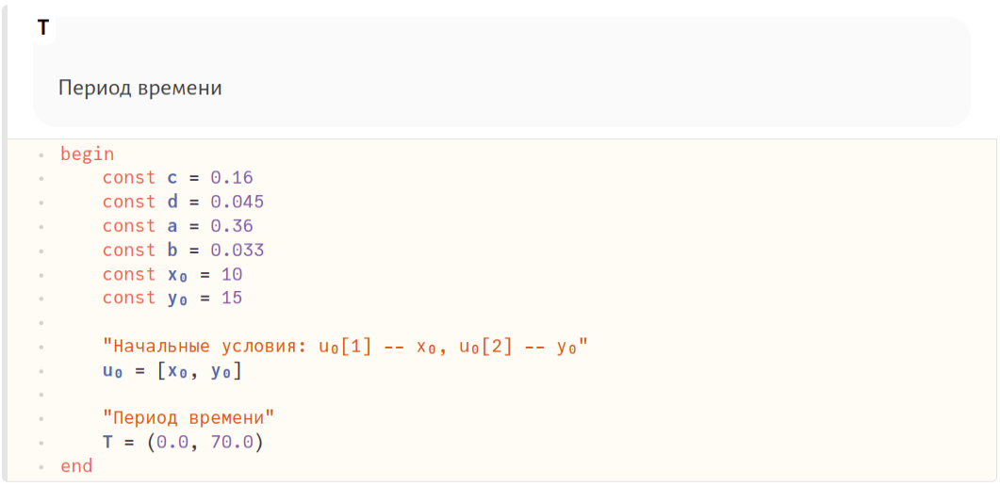 T
Период времени
begin
const c = 0.16
const d = 0.045
const a = 0.36
const b = 0.033
const x₀ = 10
const y₀ = 15
"Начальные условия: u₀[1] -- x₀, u₀[2] -- y₀"
u₀ = [x₀, y₀]
"Период времени"
T = (0.0, 70.0)
end